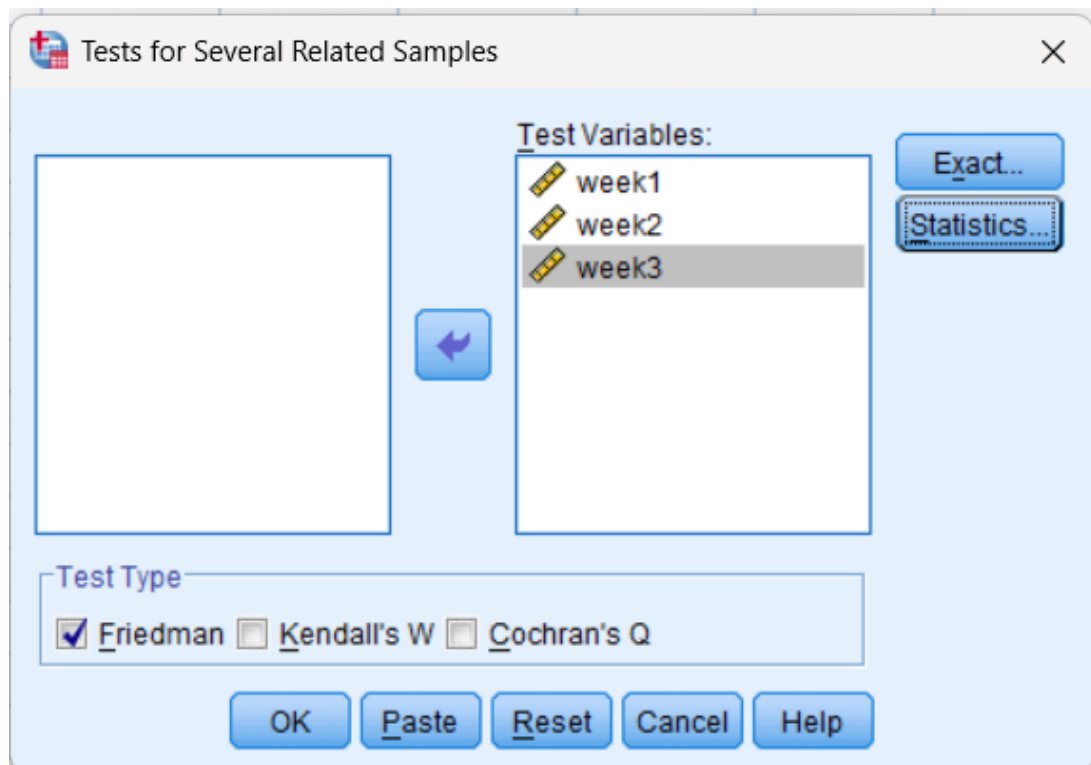 Tests for Several Related Samples
Test Variables:
week1
week2
week3
Exact...
Statistics...
Test Type
Friedman Kendall's W Cochran's Q
OK Paste Reset Cancel Help